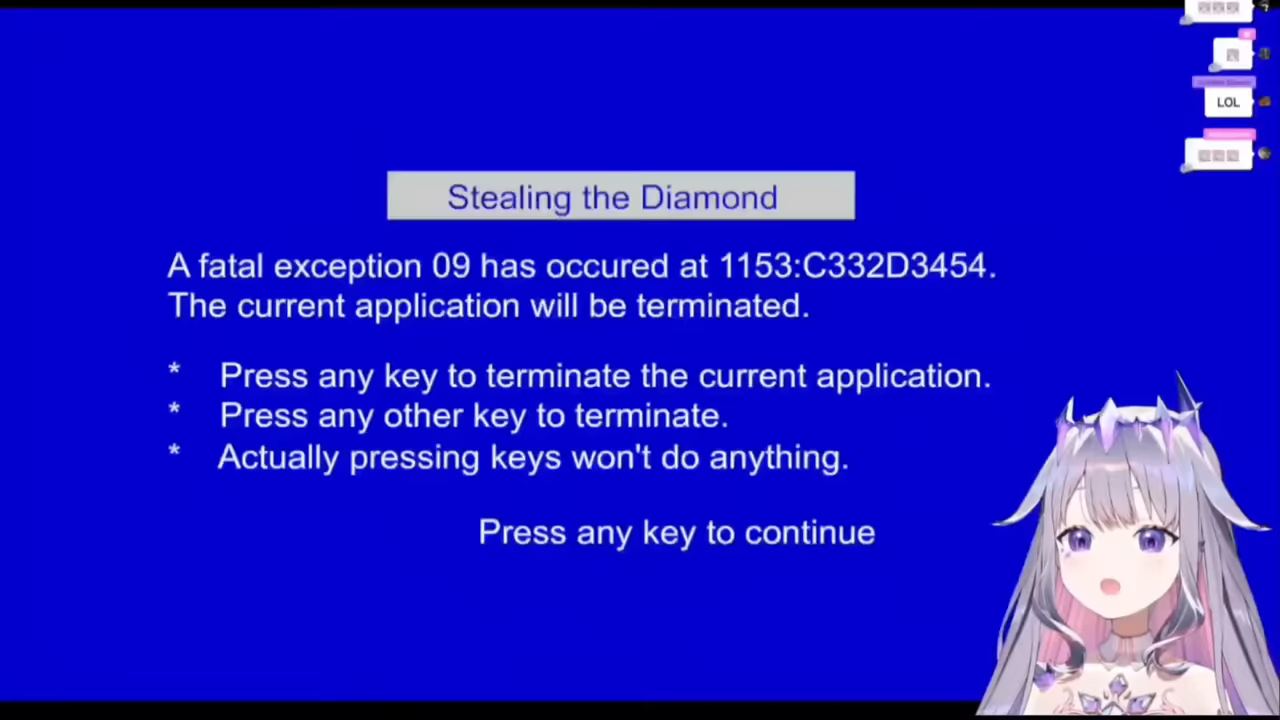 LOL
Stealing the Diamond
A fatal exception 09 has occured at 1153:C332D3454.
The current application will be terminated.
* Press any key to terminate the current application.
* Press any other key to terminate.
* Actually pressing keys won't do anything.
Press any key to continue